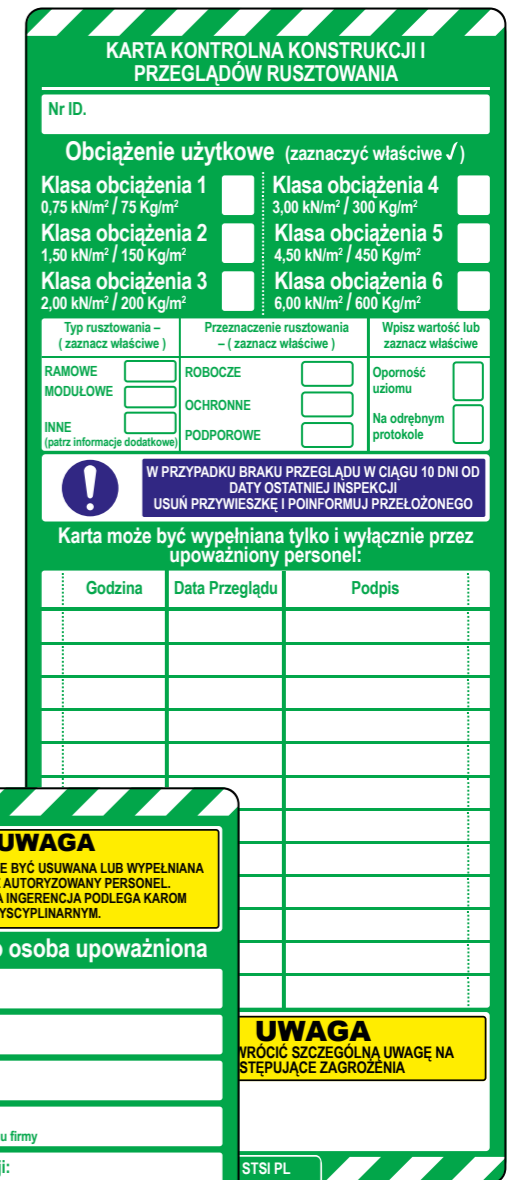 KARTA KONTROLNA KONSTRUKCJI I
PRZEGLĄDÓW RUSZTOWANIA
Nr ID.
Obciążenie użytkowe (zaznaczyć właściwe ✓)
Klasa obciążenia 1
0,75 kN/m² / 75 Kg/m²
Klasa obciążenia 4
3,00 kN/m² / 300 Kg/m²
Klasa obciążenia 2
1,50 kN/m² / 150 Kg/m²
Klasa obciążenia 5
4,50 kN/m² / 450 Kg/m²
Klasa obciążenia 3
2,00 kN/m² / 200 Kg/m²
Klasa obciążenia 6
6,00 kN/m² / 600 Kg/m²
Typ rusztowania –
( zaznacz właściwe )
Przeznaczenie rusztowania
– ( zaznacz właściwe )
Wpisz wartość lub
zaznacz właściwe
RAMOWE
MODUŁOWE
INNE
(patrz informacje dodatkowe)
ROBOCZE
OCHRONNE
PODPOROWE
Oporność
uziomu
Na odrębnym
protokole
W PRZYPADKU BRAKU PRZEGLĄDU W CIĄGU 10 DNI OD
DATY OSTATNIEJ INSPEKCJI
USUŃ PRZYWIESZKĘ I POINFORMUJ PRZEŁOŻONEGO
Karta może być wypełniana tylko i wyłącznie przez
upoważniony personel:
Godzina Data Przeglądu Podpis
UWAGA
WRÓCIĆ SZCZEGÓLNĄ UWAGĘ NA
STĘPUJĄCE ZAGROŻENIA
STSI PL
UWAGA
E BYĆ USUWANA LUB WYPEŁNIANA
AUTORYZOWANY PERSONEL.
A INGERENCJA PODLEGA KAROM
YSCYPLINARNYM.
o osoba upoważniona
u firmy
ji: